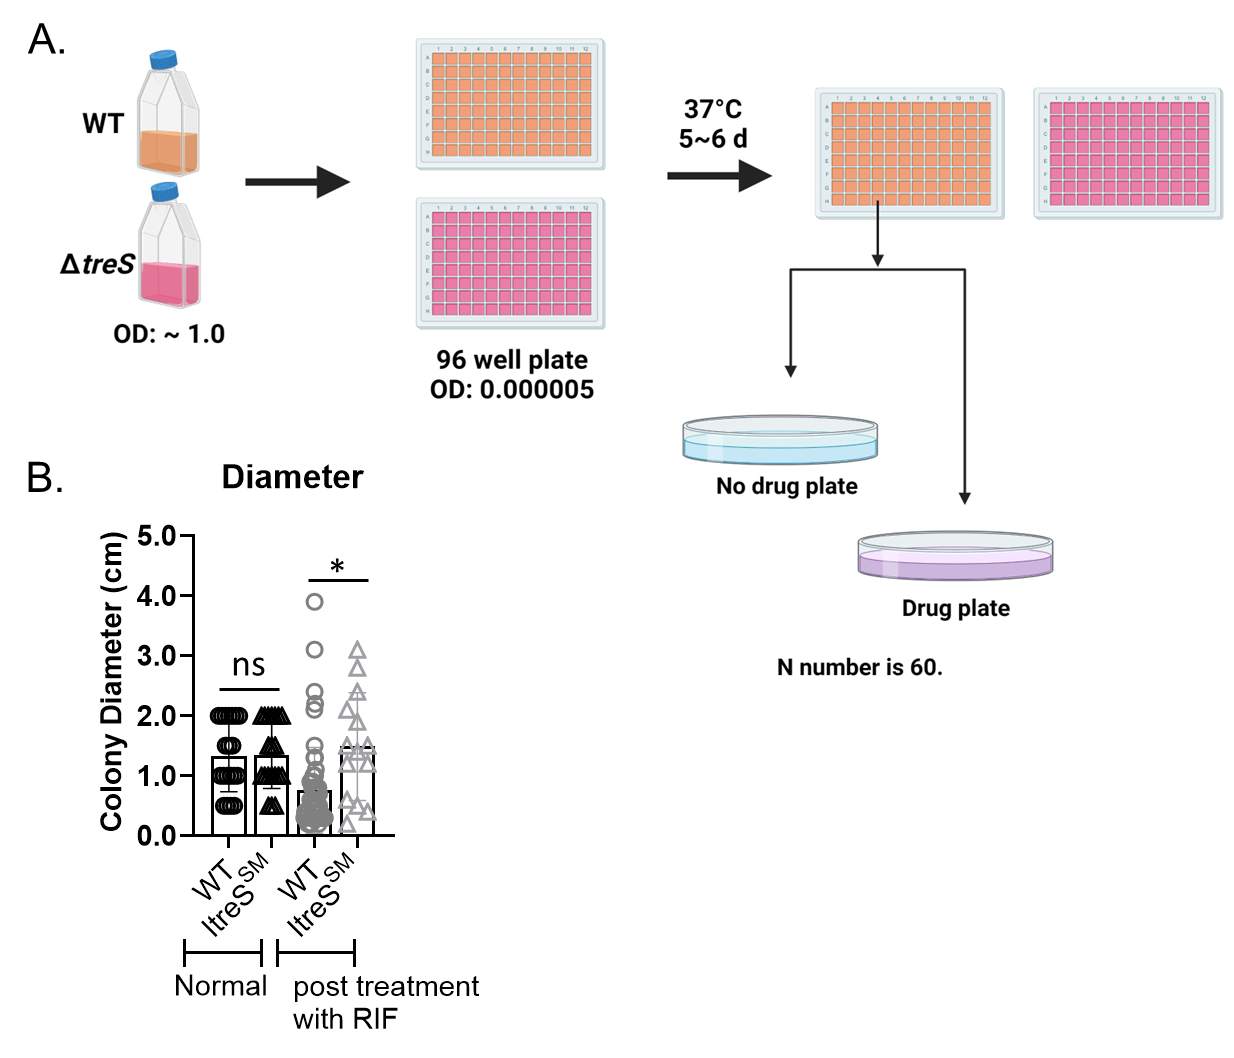 A.
WT
ΔtreS
OD: ~ 1.0
96 well plate
OD: 0.000005
37°C
5~6 d
No drug plate
Drug plate
N number is 60.
B.
Diameter
Colony Diameter (cm)
5.0
4.0
3.0
2.0
1.0
0.0
ns
*
WT
ltreS^SM
WT
ltreS^SM
Normal
post treatment
with RIF